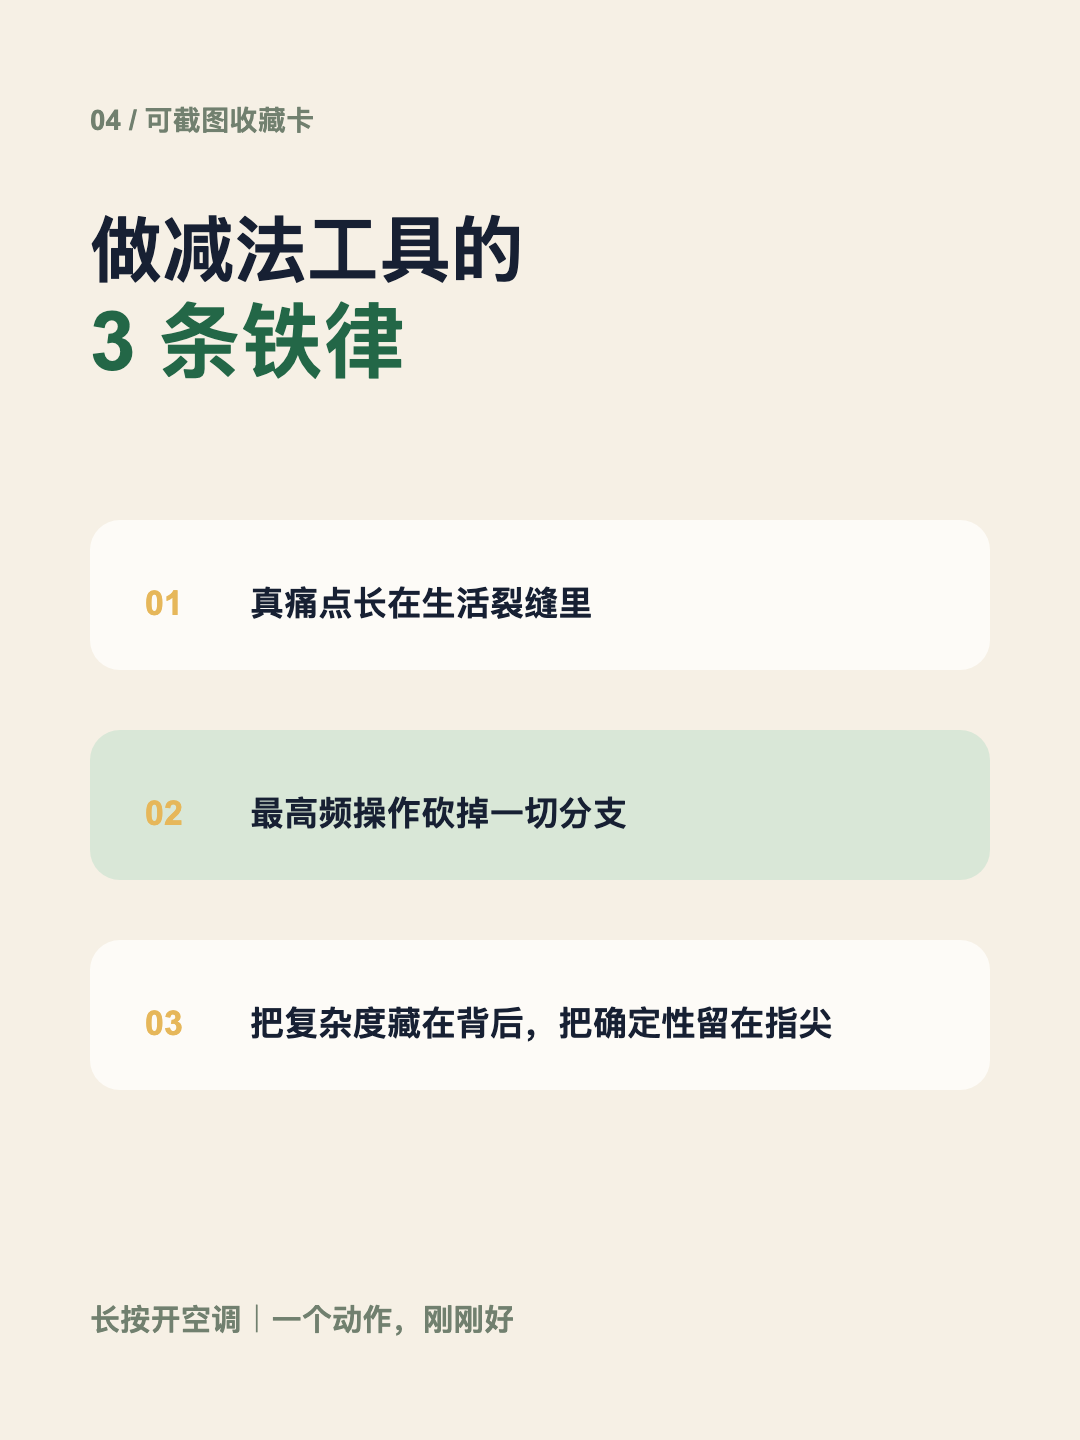 04 / 可截图收藏卡
做减法工具的
3 条铁律
01 真痛点长在生活裂缝里
02 最高频操作砍掉一切分支
03 把复杂度藏在背后，把确定性留在指尖
长按开空调｜一个动作，刚刚好